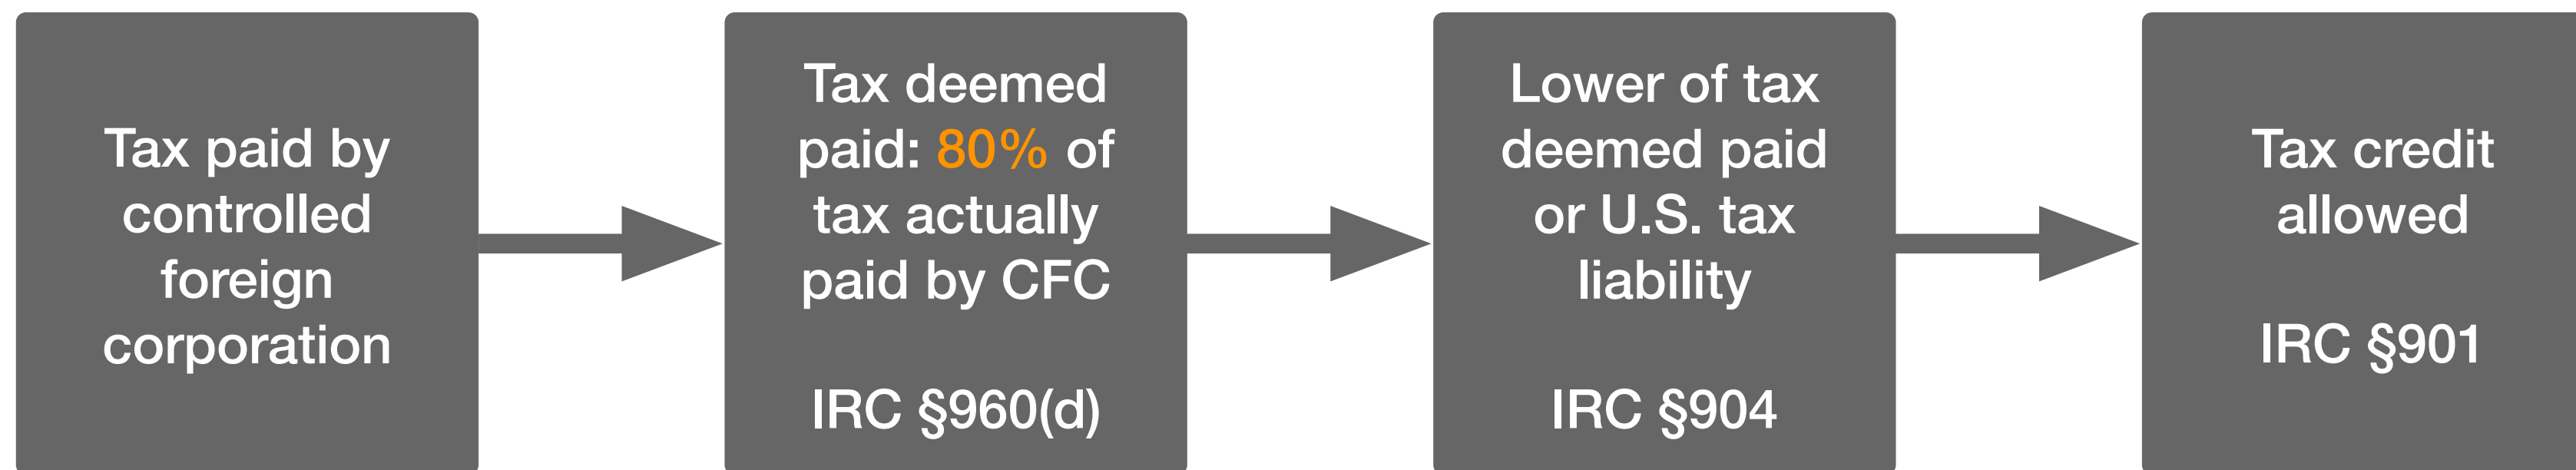 Tax paid by
controlled
foreign
corporation
Tax deemed
paid: 80% of
tax actually
paid by CFC
IRC §960(d)
Lower of tax
deemed paid
or U.S. tax
liability
IRC §904
Tax credit
allowed
IRC §901